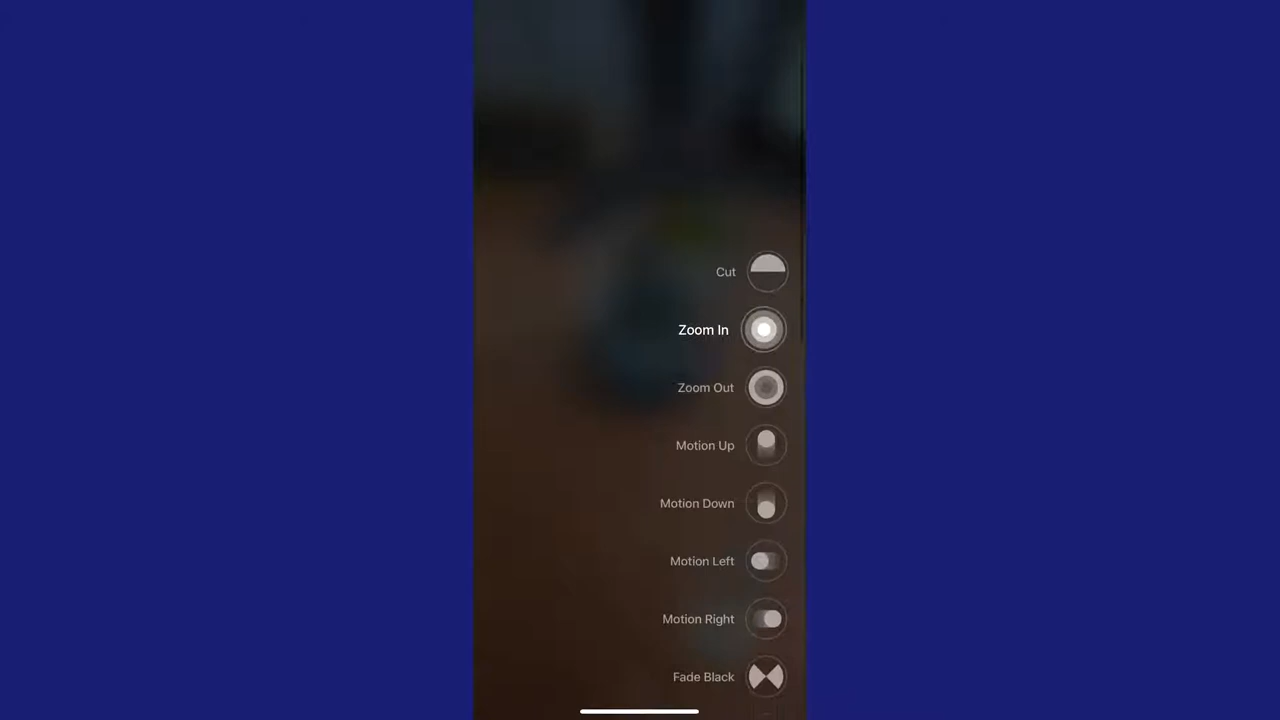 Cut
Zoom In
Zoom Out
Motion Up
Motion Down
Motion Left
Motion Right
Fade Black